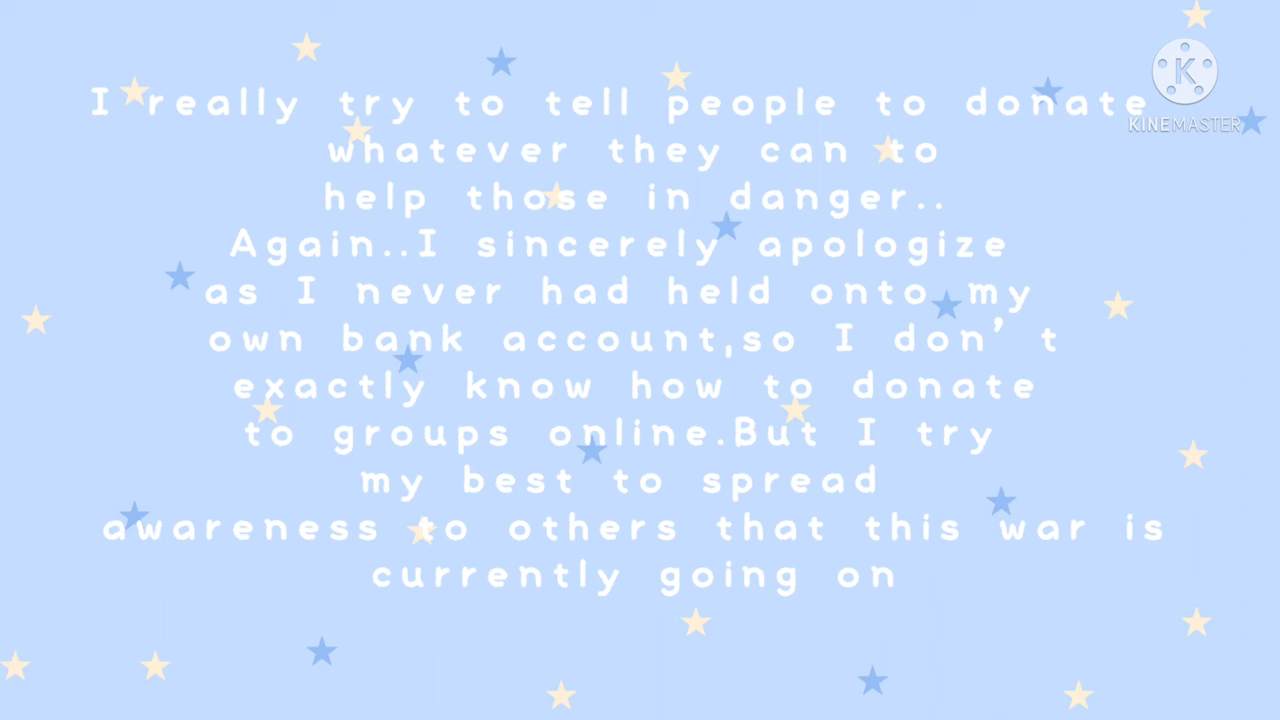 I really try to tell people to donate
whatever they can to
help those in danger..
Again..I sincerely apologize
as I never had held onto my
own bank account,so I don’t
exactly know how to donate
to groups online.But I try
my best to spread
awareness to others that this war is
currently going on
K
KINEMASTER